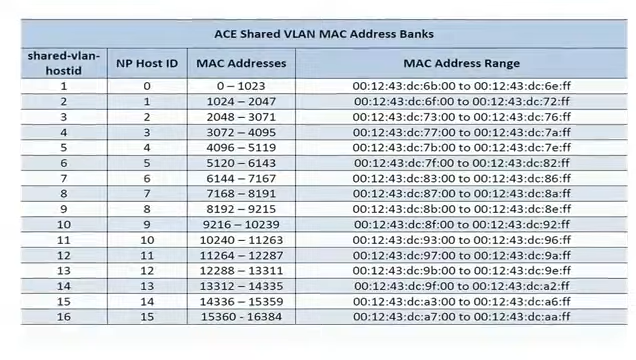 ACE Shared VLAN MAC Address Banks
shared-vlan-hostid NP Host ID MAC Addresses MAC Address Range
1 0 0 – 1023 00:12:43:dc:6b:00 to 00:12:43:dc:6e:ff
2 1 1024 – 2047 00:12:43:dc:6f:00 to 00:12:43:dc:72:ff
3 2 2048 – 3071 00:12:43:dc:73:00 to 00:12:43:dc:76:ff
4 3 3072 – 4095 00:12:43:dc:77:00 to 00:12:43:dc:7a:ff
5 4 4096 – 5119 00:12:43:dc:7b:00 to 00:12:43:dc:7e:ff
6 5 5120 – 6143 00:12:43:dc:7f:00 to 00:12:43:dc:82:ff
7 6 6144 – 7167 00:12:43:dc:83:00 to 00:12:43:dc:86:ff
8 7 7168 – 8191 00:12:43:dc:87:00 to 00:12:43:dc:8a:ff
9 8 8192 – 9215 00:12:43:dc:8b:00 to 00:12:43:dc:8e:ff
10 9 9216 – 10239 00:12:43:dc:8f:00 to 00:12:43:dc:92:ff
11 10 10240 – 11263 00:12:43:dc:93:00 to 00:12:43:dc:96:ff
12 11 11264 – 12287 00:12:43:dc:97:00 to 00:12:43:dc:9a:ff
13 12 12288 – 13311 00:12:43:dc:9b:00 to 00:12:43:dc:9e:ff
14 13 13312 – 14335 00:12:43:dc:9f:00 to 00:12:43:dc:a2:ff
15 14 14336 – 15359 00:12:43:dc:a3:00 to 00:12:43:dc:a6:ff
16 15 15360 - 16384 00:12:43:dc:a7:00 to 00:12:43:dc:aa:ff